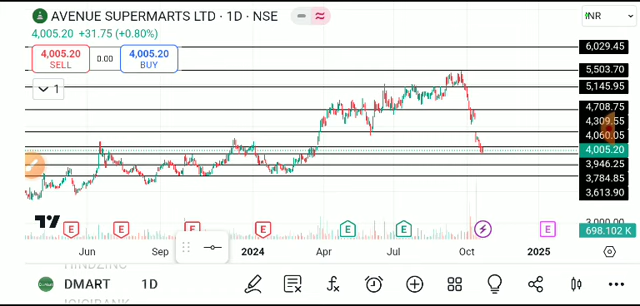 AVENUE SUPERMARTS LTD · 1D · NSE
INR
4,005.20 +31.75 (+0.80%)
4,005.20 SELL
0.00
4,005.20 BUY
1
6,029.45
5,503.70
5,145.95
4,708.75
4,309.55
4,060.05
4,005.20
3,946.25
3,784.85
3,613.90
3,000.00
698.102 K
E E E E E E E
Jun Sep 2024 Apr Jul Oct 2025
HINDZINC
DMART 1D
ICICIBANK